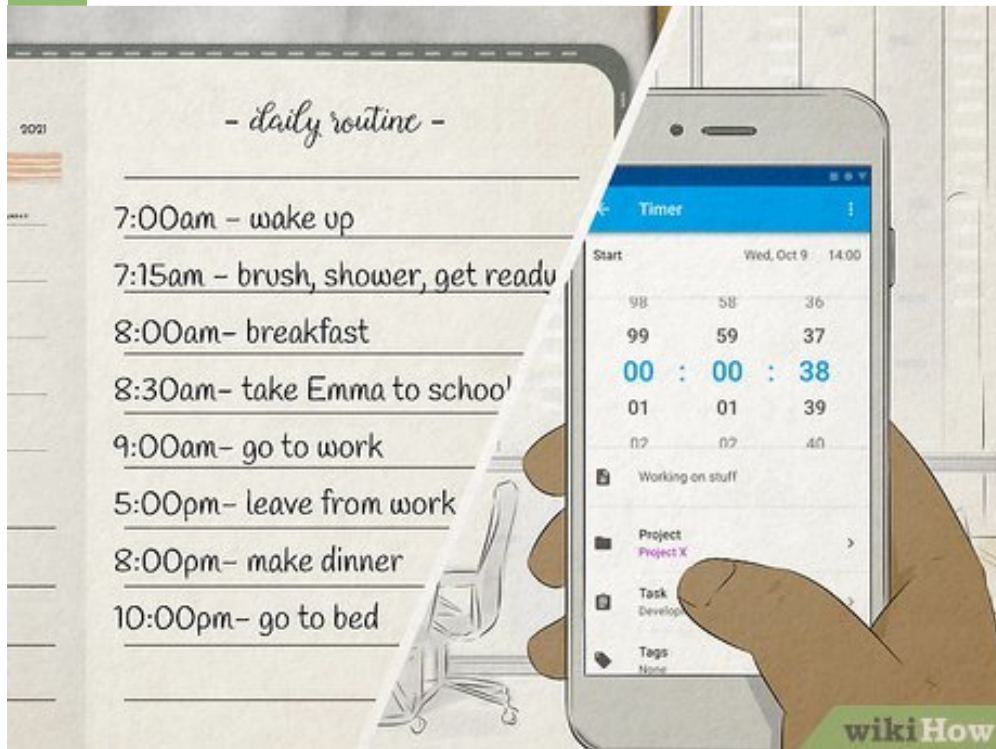 2021
- daily routine -
7:00am - wake up
7:15am - brush, shower, get ready
8:00am- breakfast
8:30am- take Emma to school
9:00am- go to work
5:00pm- leave from work
8:00pm- make dinner
10:00pm- go to bed
Timer
Start Wed, Oct 9 14:00
98 58 36
99 59 37
00 : 00 : 38
01 01 39
02 02 40
Working on stuff
Project
Project X
Task
Tags
None
wikiHow